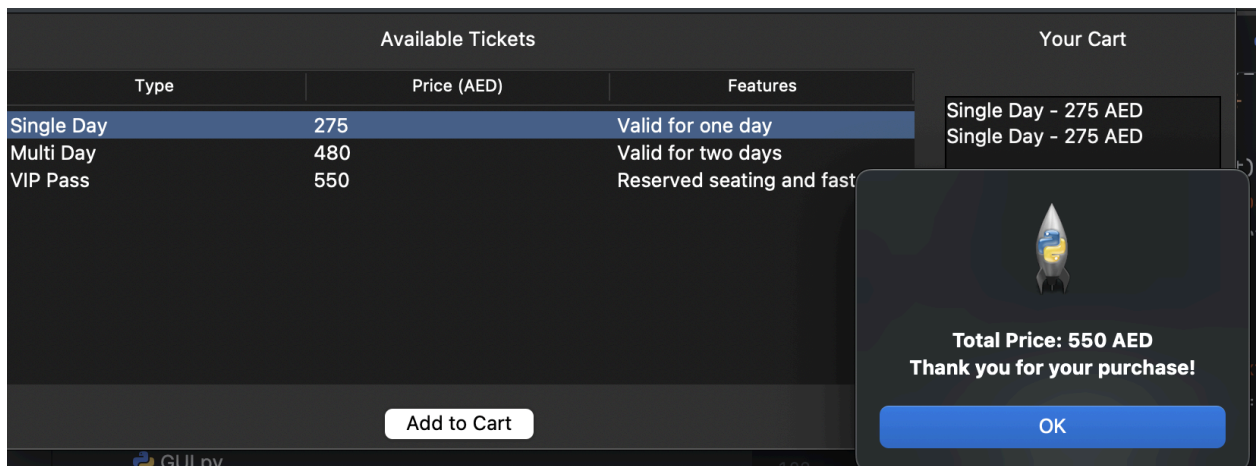 Available Tickets
Your Cart
Type Price (AED) Features
Single Day 275 Valid for one day
Multi Day 480 Valid for two days
VIP Pass 550 Reserved seating and fast
Single Day - 275 AED
Single Day - 275 AED
Total Price: 550 AED
Thank you for your purchase!
OK
Add to Cart
GUI.py